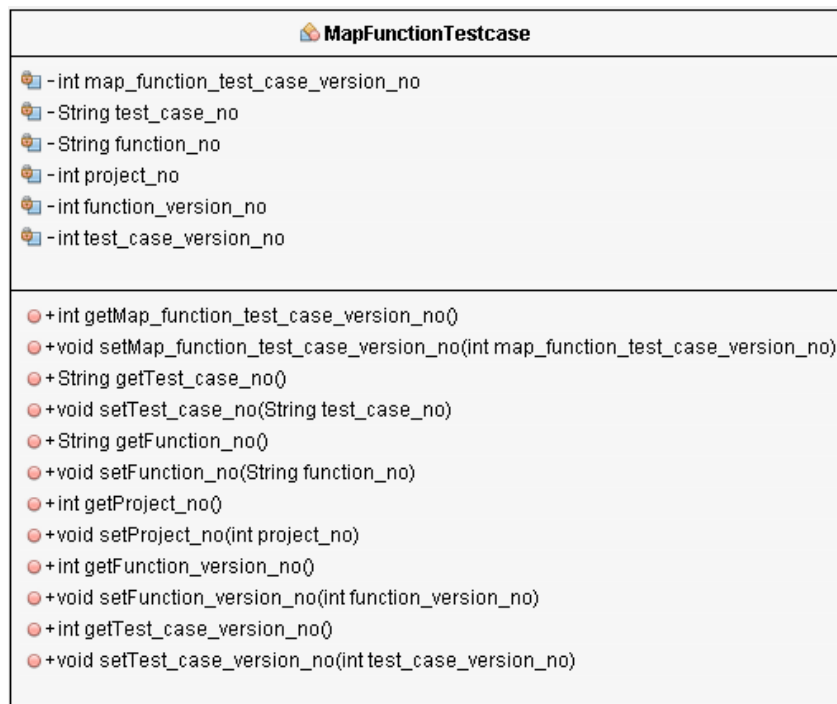 MapFunctionTestcase
-int map_function_test_case_version_no
-String test_case_no
-String function_no
-int project_no
-int function_version_no
-int test_case_version_no
+int getMap_function_test_case_version_no()
+void setMap_function_test_case_version_no(int map_function_test_case_version_no)
+String getTest_case_no()
+void setTest_case_no(String test_case_no)
+String getFunction_no()
+void setFunction_no(String function_no)
+int getProject_no()
+void setProject_no(int project_no)
+int getFunction_version_no()
+void setFunction_version_no(int function_version_no)
+int getTest_case_version_no()
+void setTest_case_version_no(int test_case_version_no)